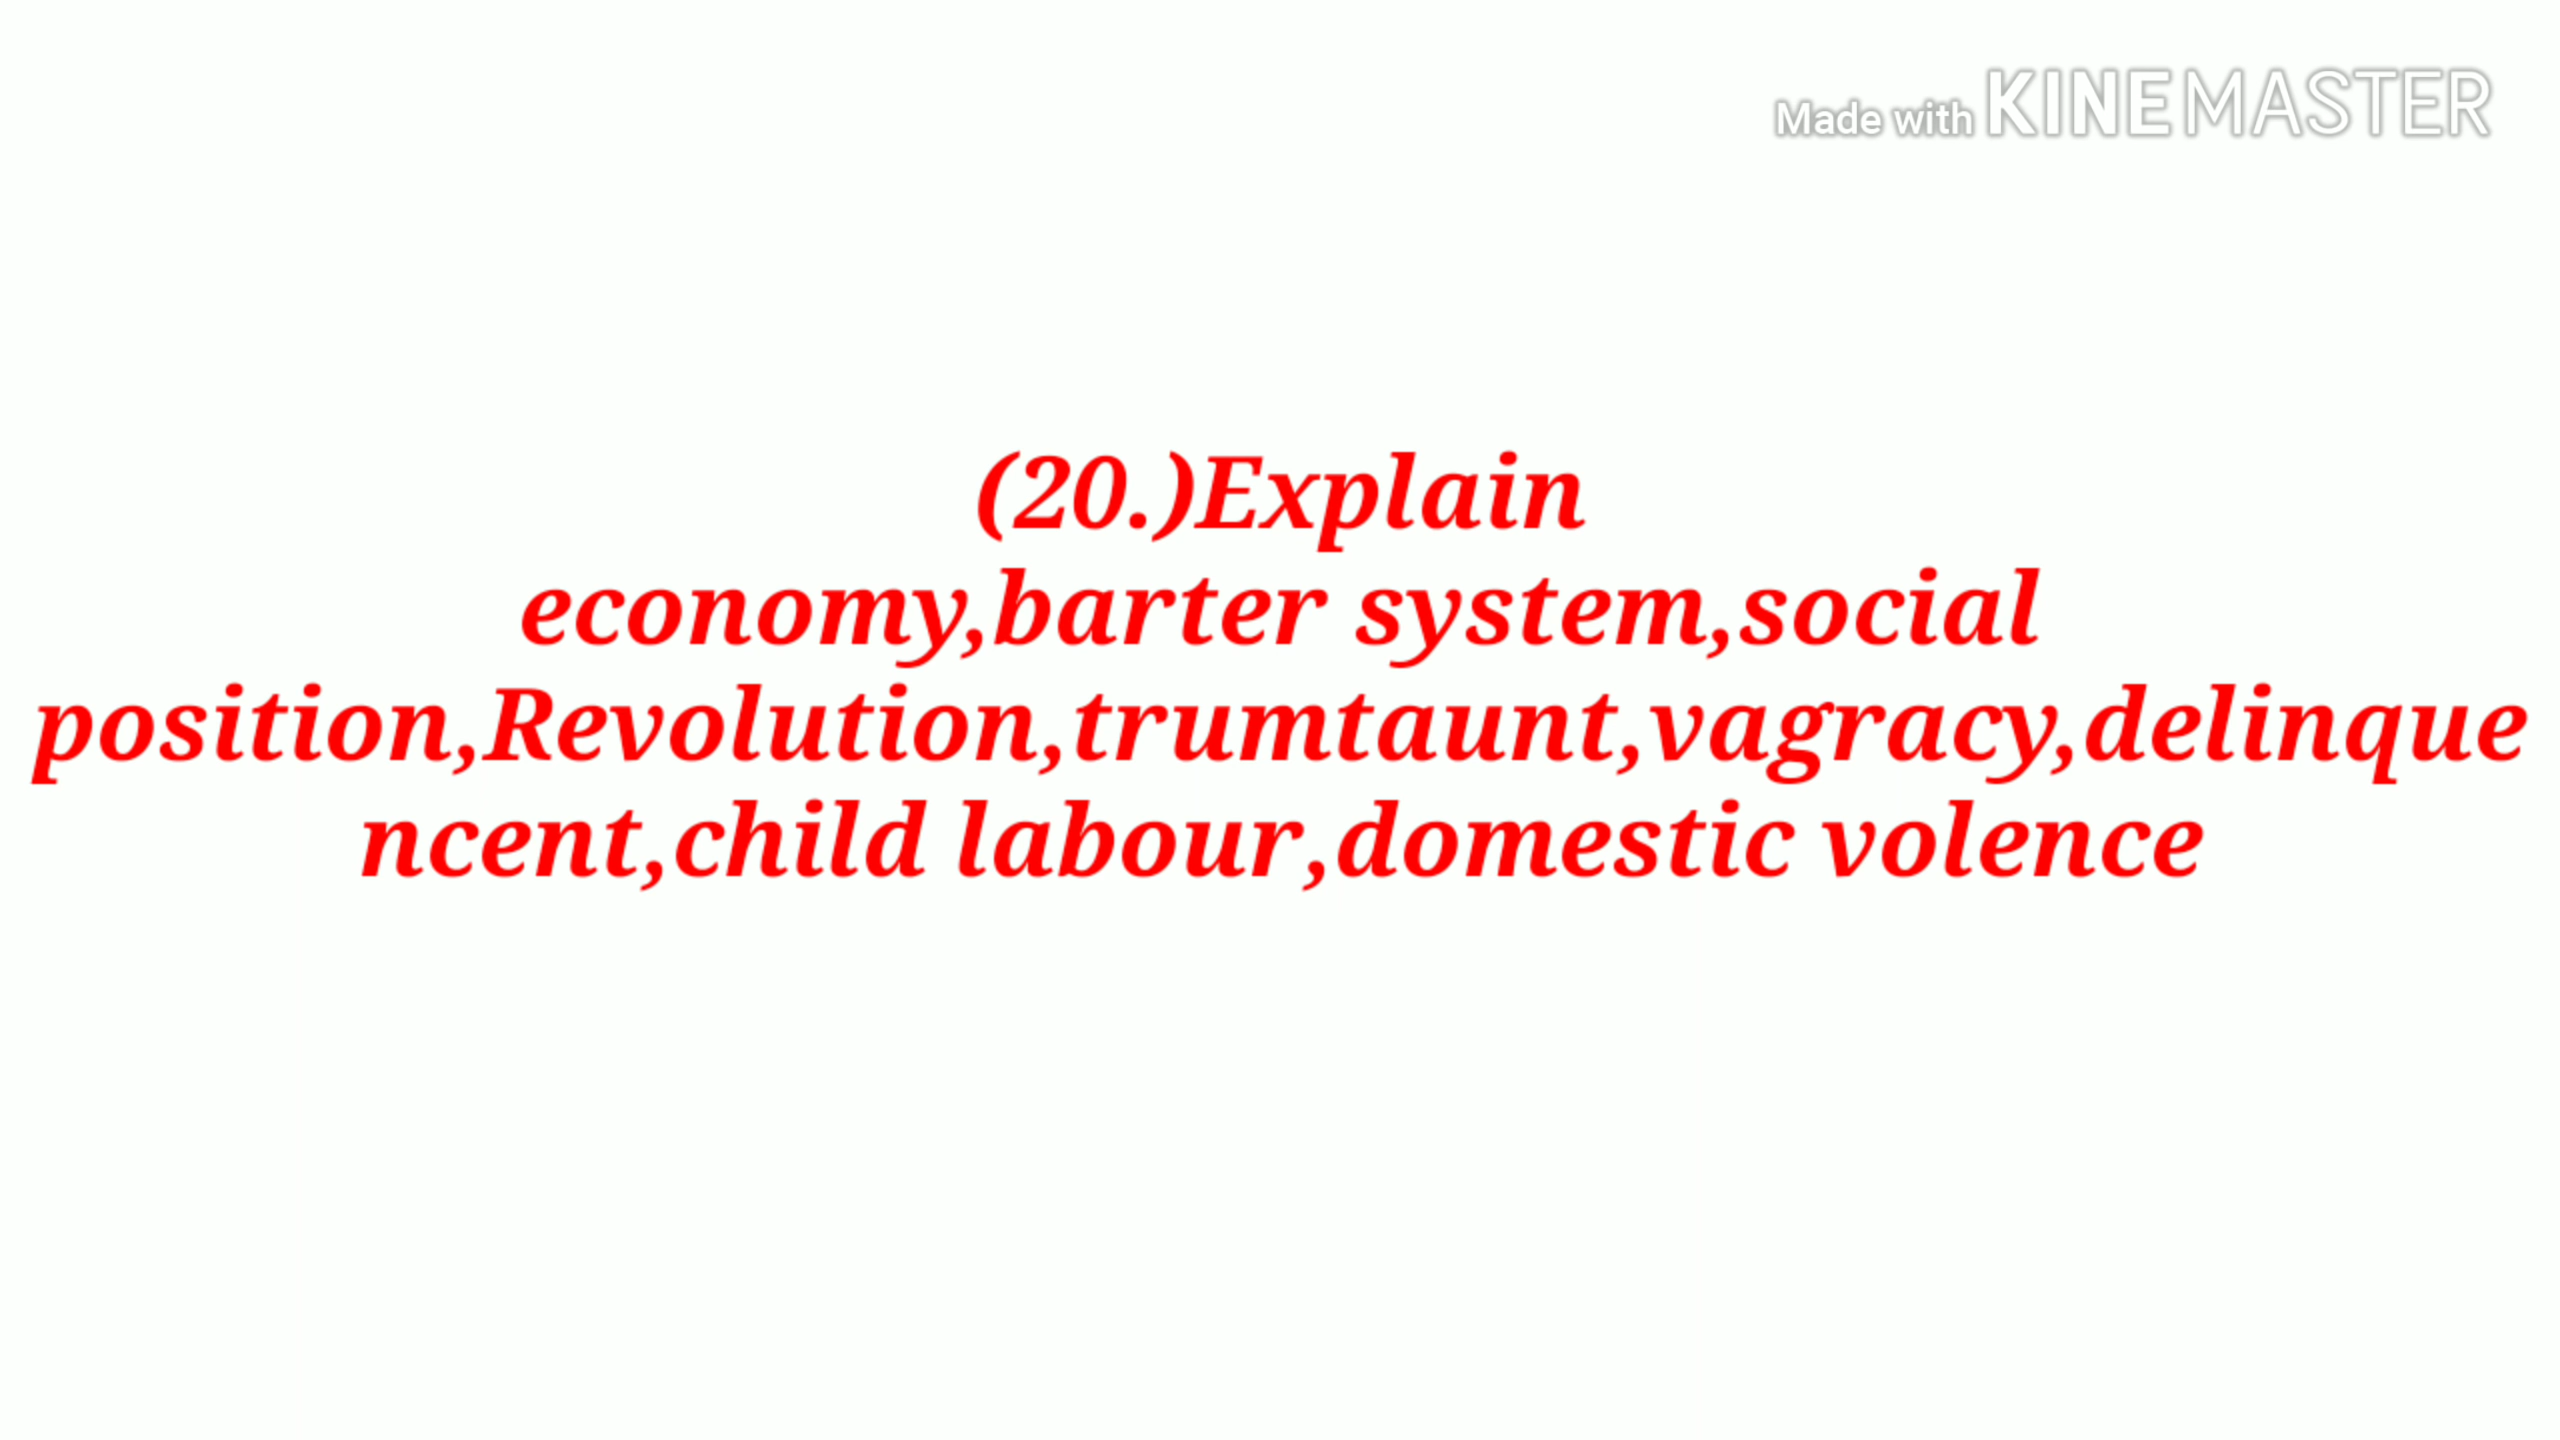 Made with KINEMASTER
(20.)Explain
economy,barter system,social
position,Revolution,trumtaunt,vagracy,delinque
ncent,child labour,domestic volence